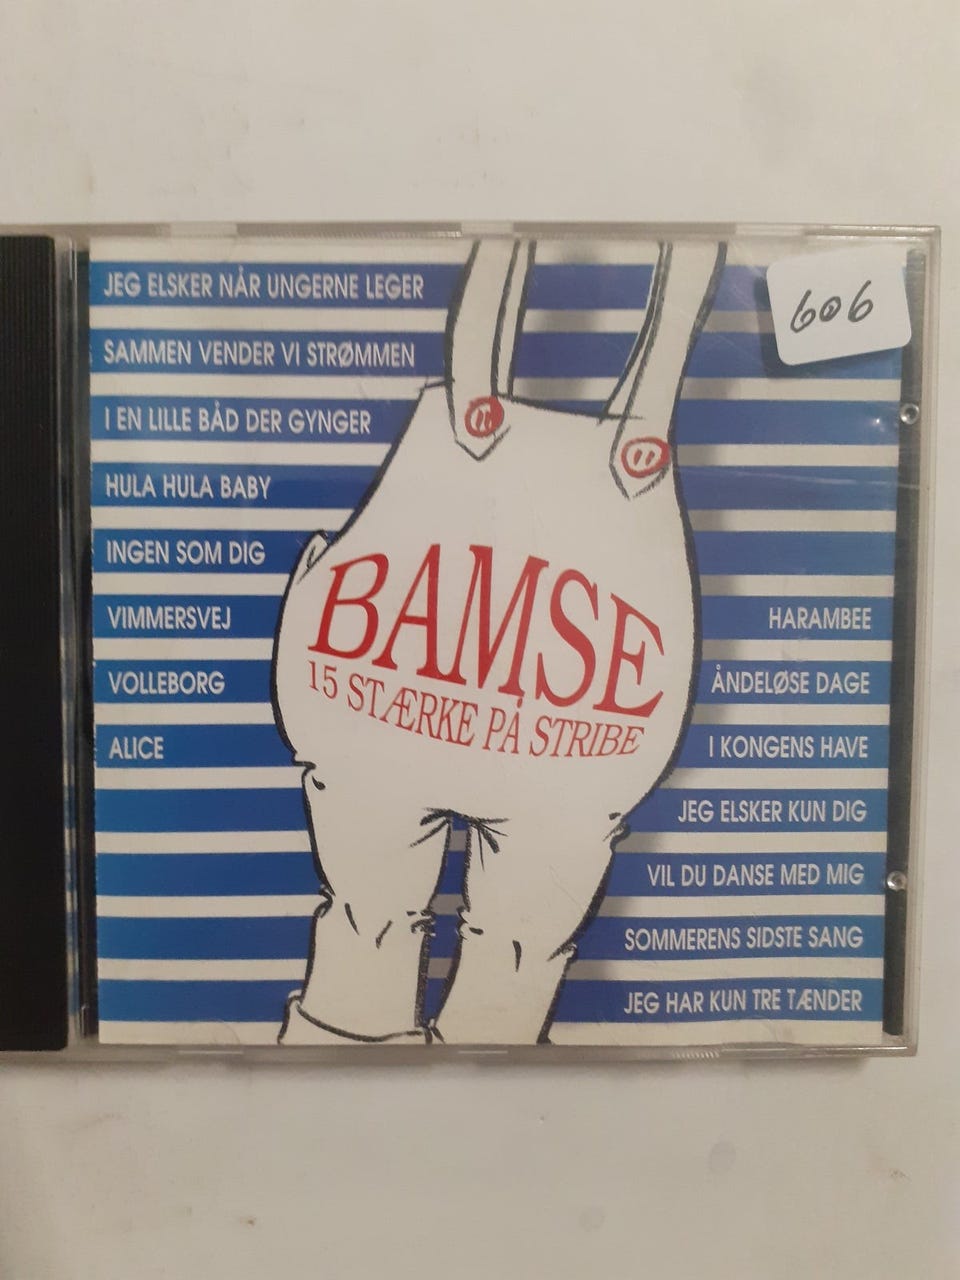 JEG ELSKER NÅR UNGERNE LEGER
SAMMEN VENDER VI STRØMMEN
I EN LILLE BÅD DER GYNGER
HULA HULA BABY
INGEN SOM DIG
VIMMERSVEJ
VOLLEBORG
ALICE
606
BAMSE
15 STÆRKE PÅ STRIBE
HARAMBEE
ÅNDELØSE DAGE
I KONGENS HAVE
JEG ELSKER KUN DIG
VIL DU DANSE MED MIG
SOMMERENS SIDSTE SANG
JEG HAR KUN TRE TÆNDER